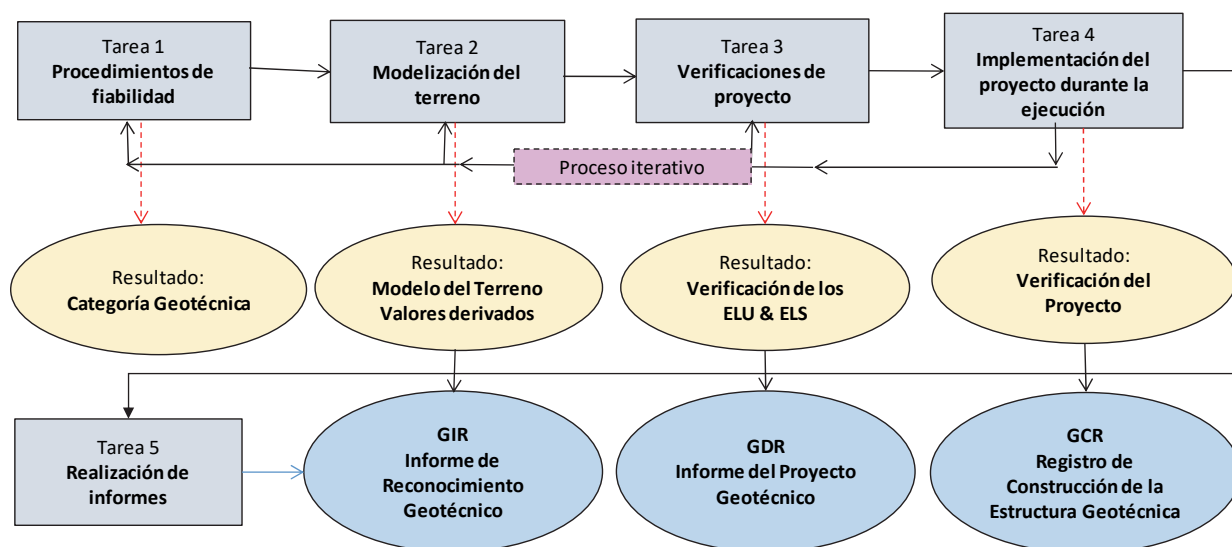 Tarea 1
Procedimientos de
fiabilidad
Tarea 2
Modelización del
terreno
Tarea 3
Verificaciones de
proyecto
Tarea 4
Implementación del
proyecto durante la
ejecución
Proceso iterativo
Resultado:
Categoría Geotécnica
Resultado:
Modelo del Terreno
Valores derivados
Resultado:
Verificación de los
ELU & ELS
Resultado:
Verificación del
Proyecto
Tarea 5
Realización de
informes
GIR
Informe de
Reconocimiento
Geotécnico
GDR
Informe del Proyecto
Geotécnico
GCR
Registro de
Construcción de la
Estructura Geotécnica